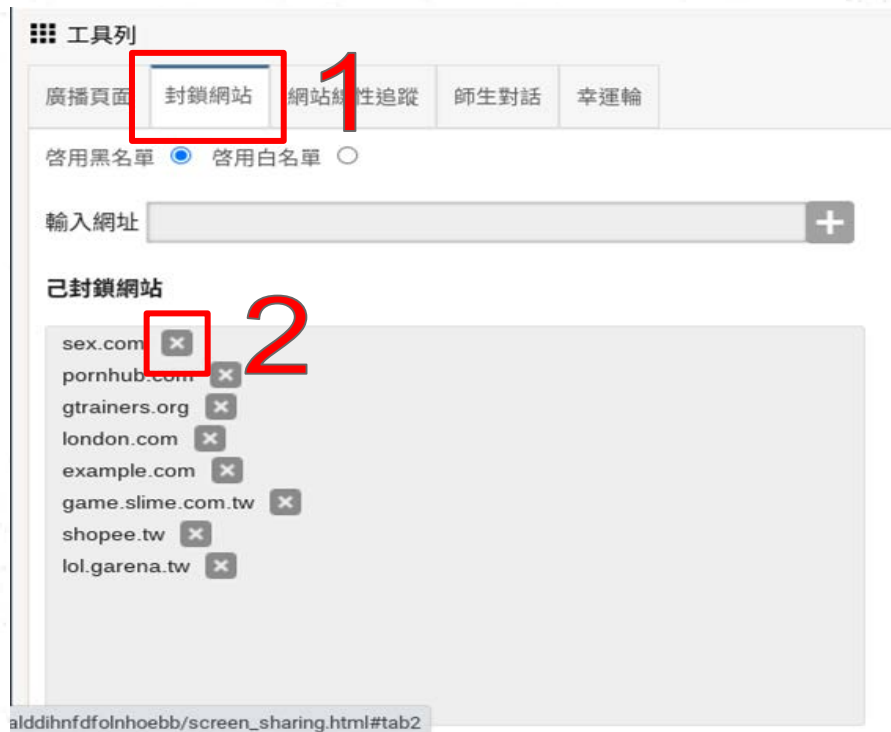 工具列
廣播頁面 封鎖網站 網站線性追蹤 師生對話 幸運輪
1
啓用黑名單 啓用白名單
輸入網址
己封鎖網站
2
sex.com
pornhub.com
gtrainers.org
london.com
example.com
game.slime.com.tw
shopee.tw
lol.garena.tw
alddihnfdfolnhoebb/screen_sharing.html#tab2